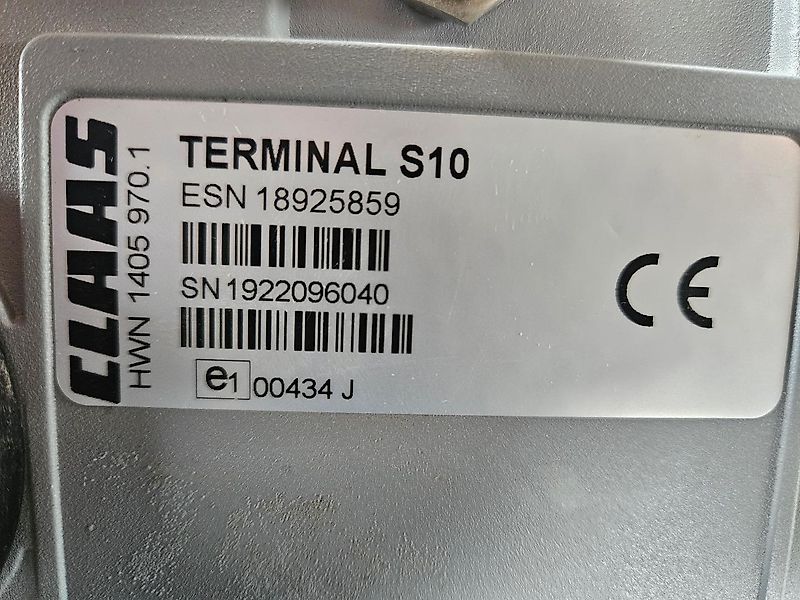 CLAAS
HWN 1405 970.1
TERMINAL S10
ESN 18925859
SN 1922096040
e1 00434 J
CE